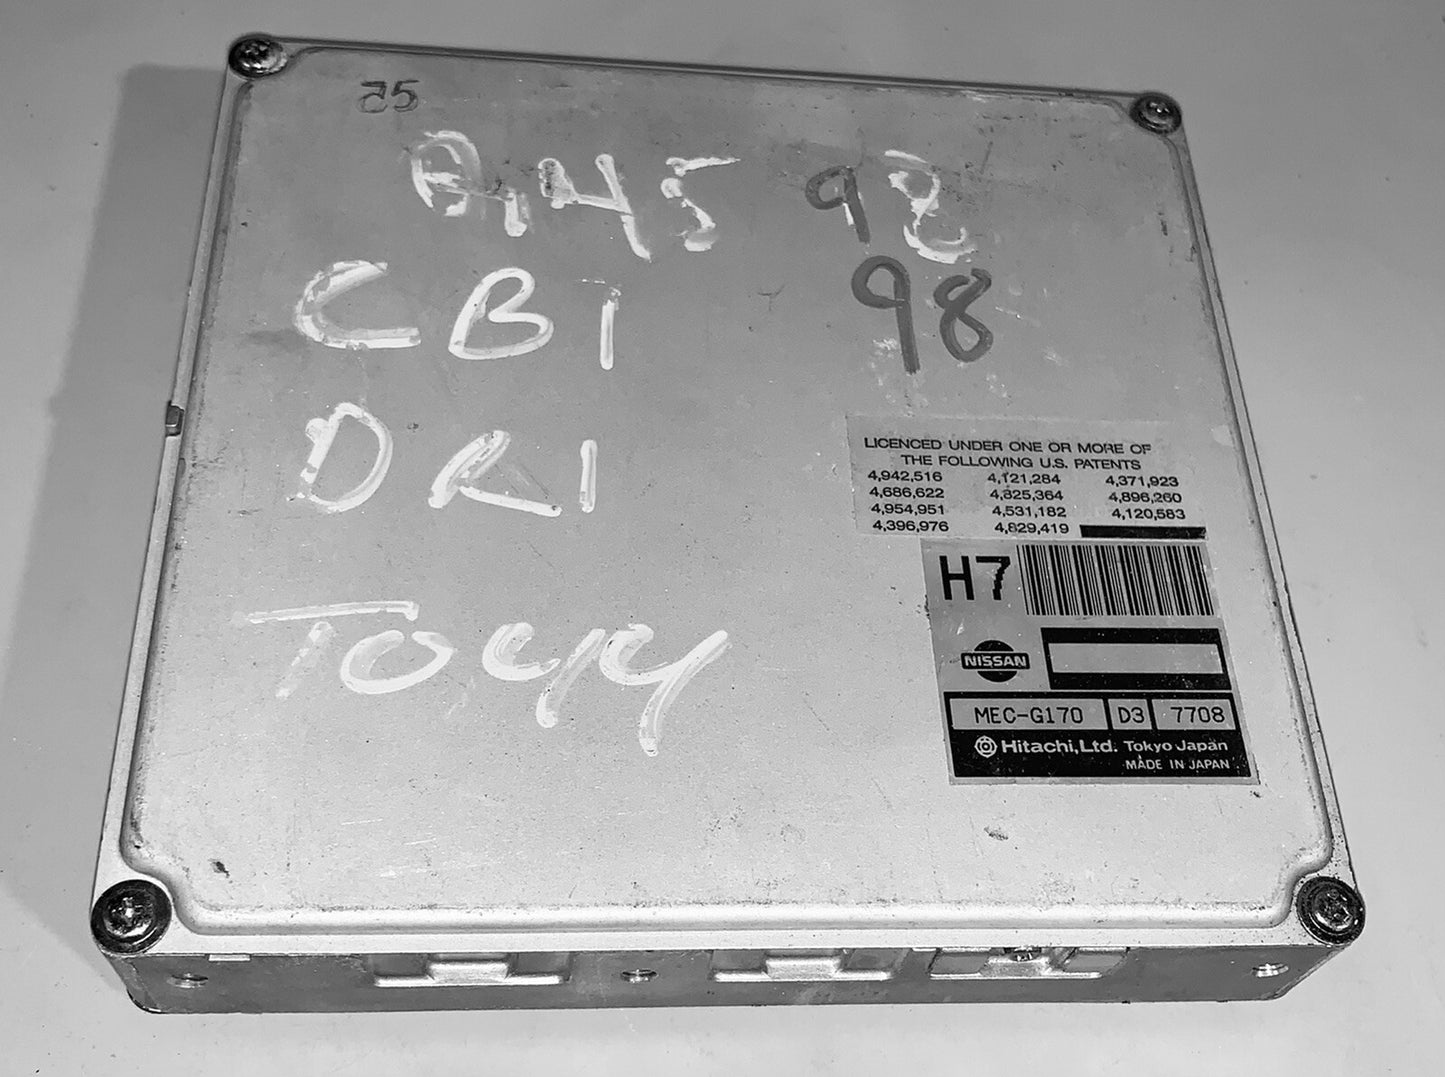 25
A,45 98
CB1 98
DR1
TO441
LICENCED UNDER ONE OR MORE OF
THE FOLLOWING U.S. PATENTS
4,942,516 4,121,284 4,371,923
4,686,622 4,825,364 4,896,260
4,954,951 4,531,182 4,120,583
4,396,976 4,829,419
H7
NISSAN
MEC-G170 D3 7708
Hitachi, Ltd. Tokyo Japan
MADE IN JAPAN